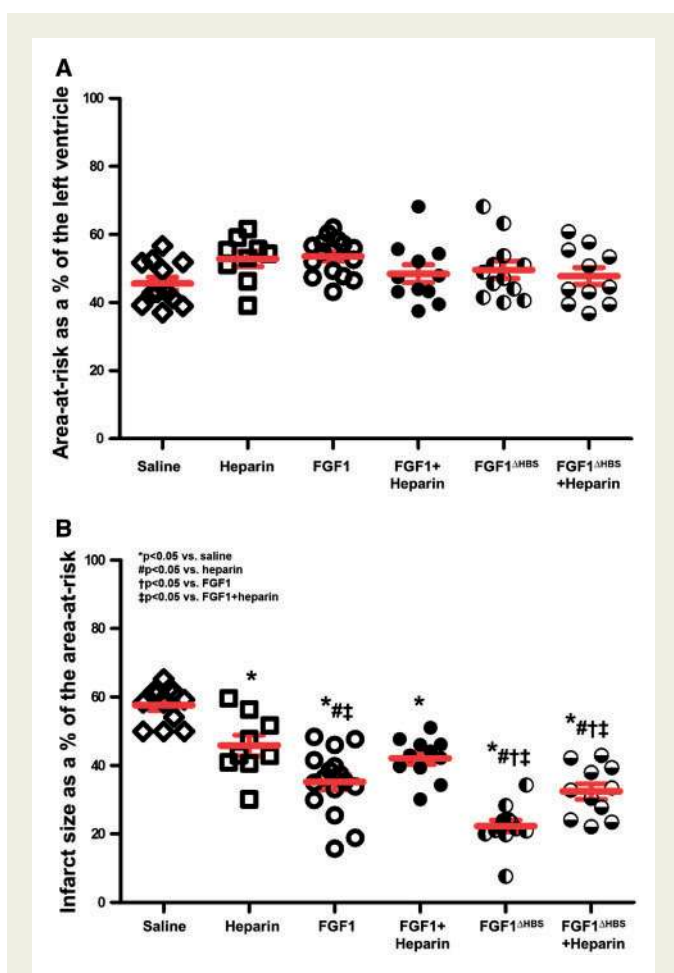 A
Area-at-risk as a % of the left ventricle
100
80
60
40
20
0
Saline
Heparin
FGF1
FGF1+
Heparin
FGF1ΔHBS
FGF1ΔHBS
+Heparin
B
Infarct size as a % of the area-at-risk
100
80
60
40
20
0
*p<0.05 vs. saline
#p<0.05 vs. heparin
†p<0.05 vs. FGF1
‡p<0.05 vs. FGF1+heparin
*
*#‡
*
*#†‡
*#†‡
Saline
Heparin
FGF1
FGF1+
Heparin
FGF1ΔHBS
FGF1ΔHBS
+Heparin